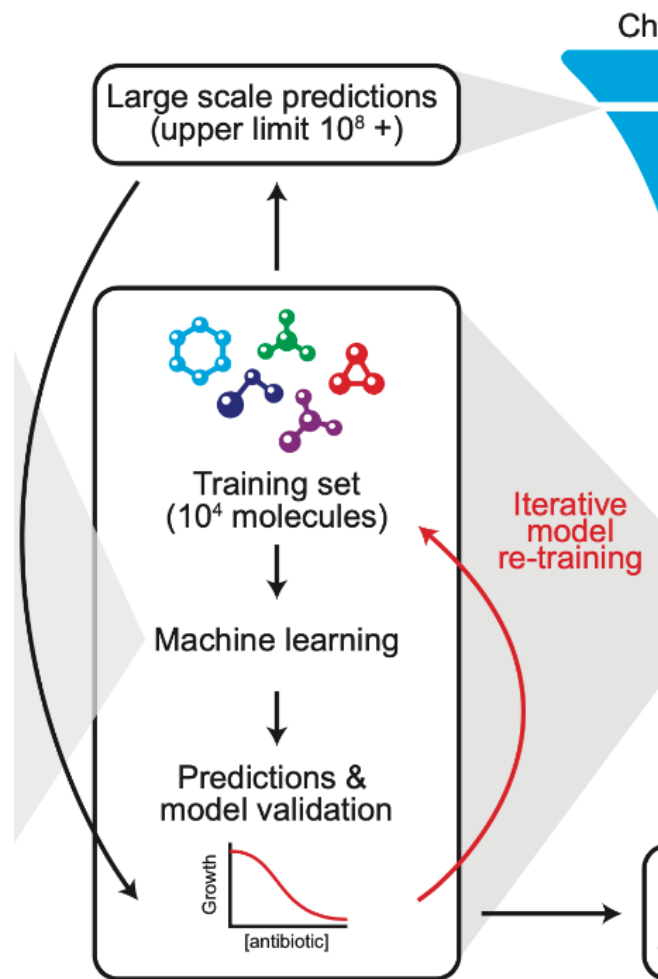 Ch
Large scale predictions
(upper limit 10⁸ +)
Training set
(10⁴ molecules)
Iterative
model
re-training
Machine learning
Predictions &
model validation
Growth
[antibiotic]